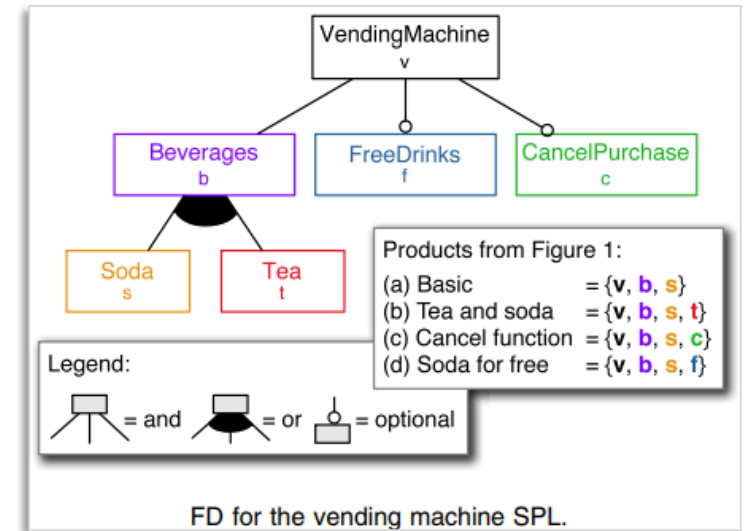 VendingMachine
v
Beverages
b
FreeDrinks
f
CancelPurchase
c
Soda
s
Tea
t
Products from Figure 1:
(a) Basic = {v, b, s}
(b) Tea and soda = {v, b, s, t}
(c) Cancel function = {v, b, s, c}
(d) Soda for free = {v, b, s, f}
Legend:
= and = or = optional
FD for the vending machine SPL.